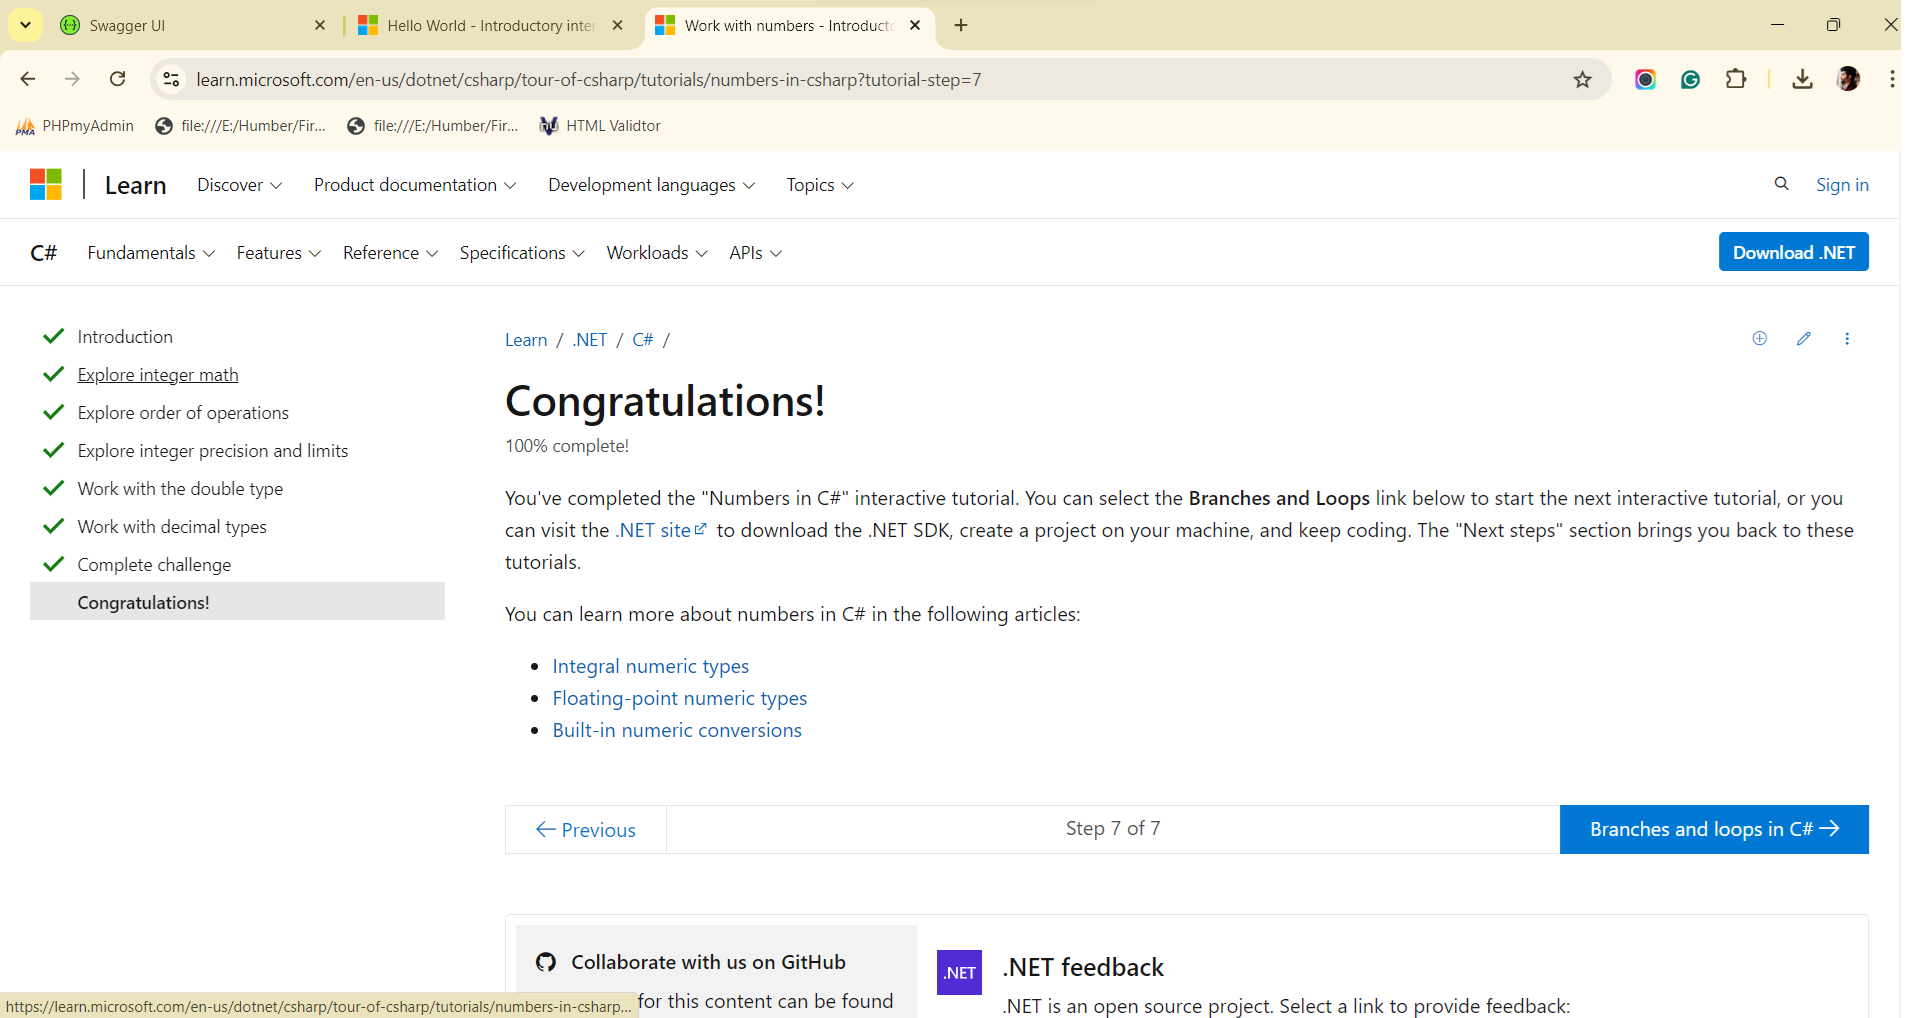 Swagger UI
Hello World - Introductory inter
Work with numbers - Introducto
learn.microsoft.com/en-us/dotnet/csharp/tour-of-csharp/tutorials/numbers-in-csharp?tutorial-step=7
PHPmyAdmin
file:///E:/Humber/Fir...
file:///E:/Humber/Fir...
HTML Validtor
Learn
Discover
Product documentation
Development languages
Topics
Sign in
C#
Fundamentals
Features
Reference
Specifications
Workloads
APIs
Download .NET
Introduction
Explore integer math
Explore order of operations
Explore integer precision and limits
Work with the double type
Work with decimal types
Complete challenge
Congratulations!
Learn / .NET / C# /
Congratulations!
100% complete!
You've completed the "Numbers in C#" interactive tutorial. You can select the Branches and Loops link below to start the next interactive tutorial, or you
can visit the .NET site to download the .NET SDK, create a project on your machine, and keep coding. The "Next steps" section brings you back to these
tutorials.
You can learn more about numbers in C# in the following articles:
Integral numeric types
Floating-point numeric types
Built-in numeric conversions
Previous
Step 7 of 7
Branches and loops in C#
Collaborate with us on GitHub
for this content can be found
.NET
.NET feedback
.NET is an open source project. Select a link to provide feedback:
https://learn.microsoft.com/en-us/dotnet/csharp/tour-of-csharp/tutorials/numbers-in-csharp...